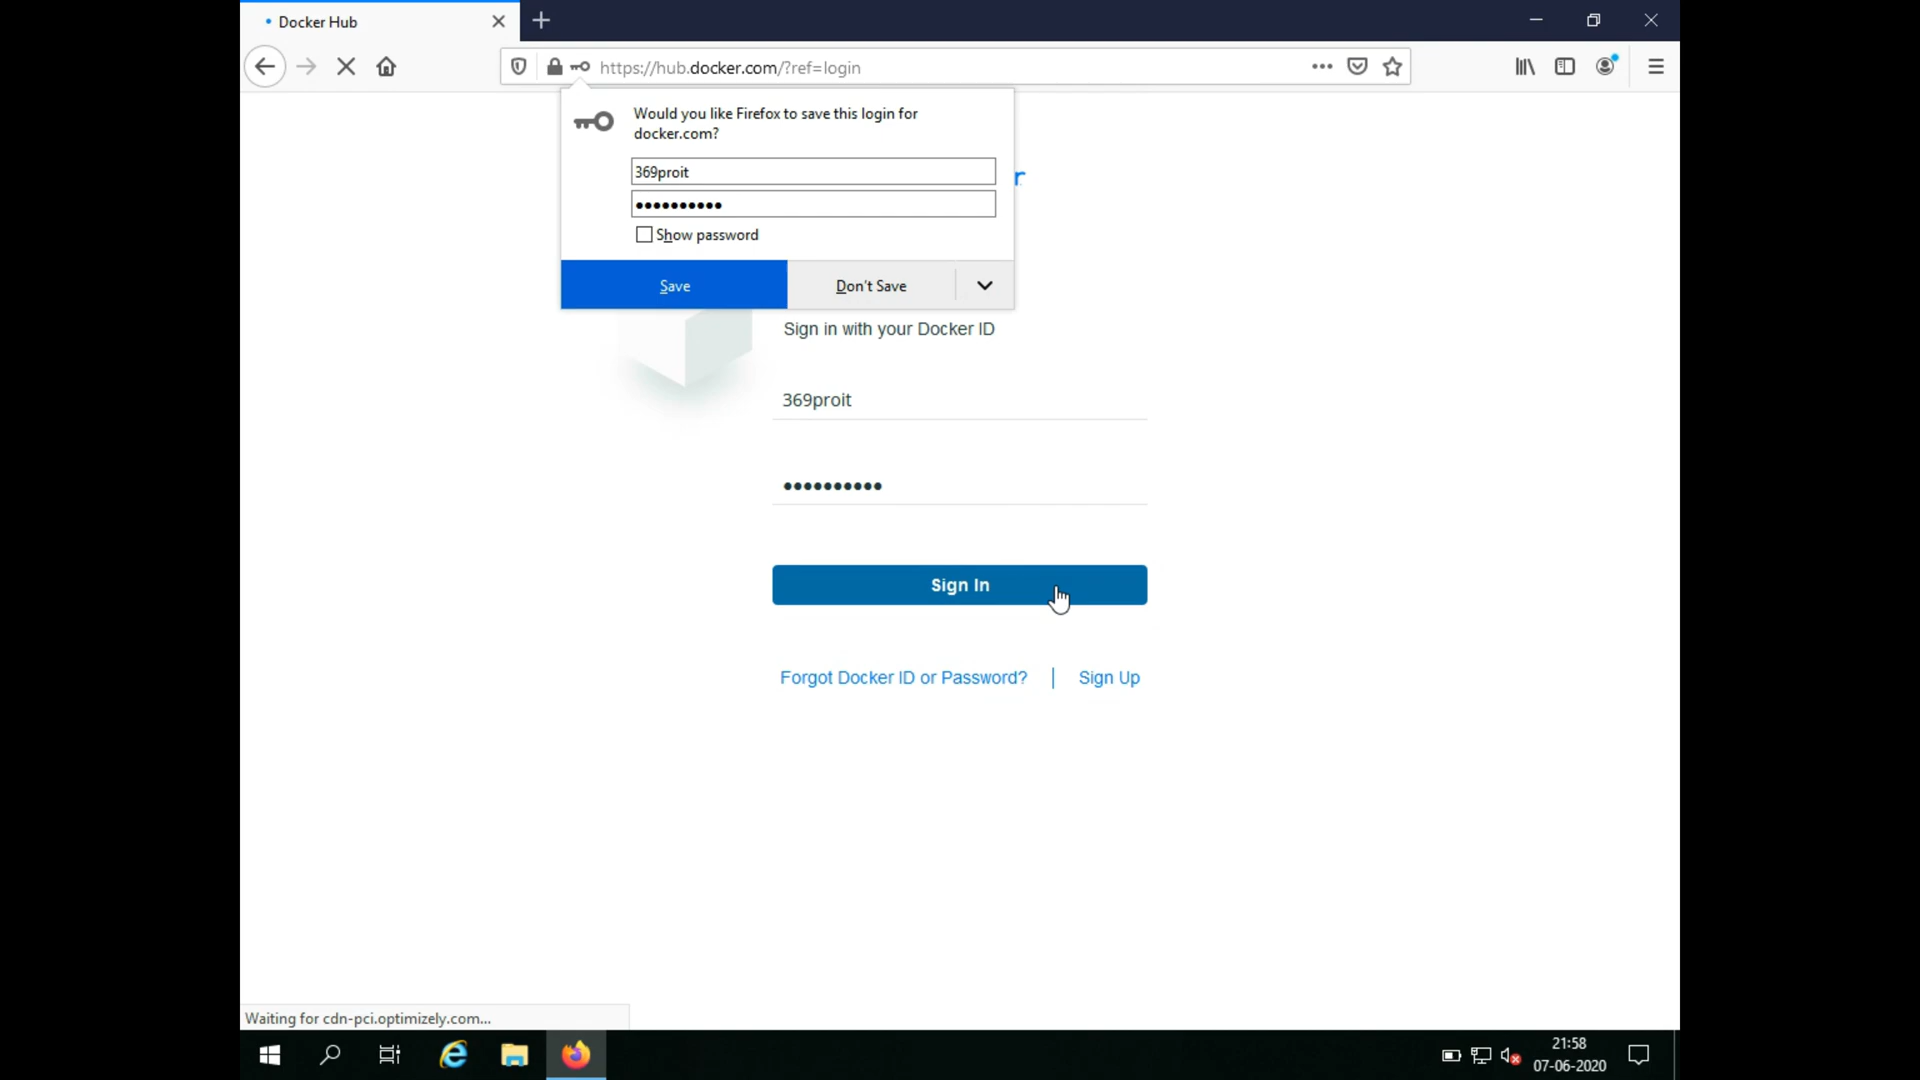 Docker Hub
https://hub.docker.com/?ref=login
Would you like Firefox to save this login for
docker.com?
369proit
••••••••••
Show password
Save
Don't Save
r
Sign in with your Docker ID
369proit
••••••••••
Sign In
Forgot Docker ID or Password? | Sign Up
Waiting for cdn-pci.optimizely.com...
21:58
07-06-2020